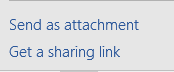 Send as attachment
Get a sharing link